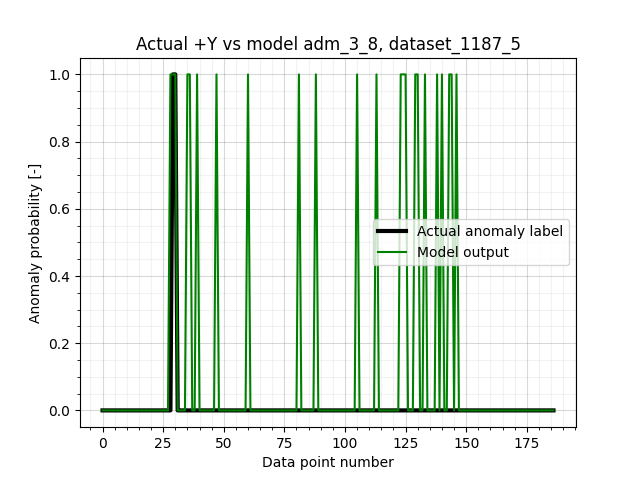 Actual +Y vs model adm_3_8, dataset_1187_5
Anomaly probability [-]
1.0
0.8
0.6
0.4
0.2
0.0
Actual anomaly label
Model output
0 25 50 75 100 125 150 175
Data point number